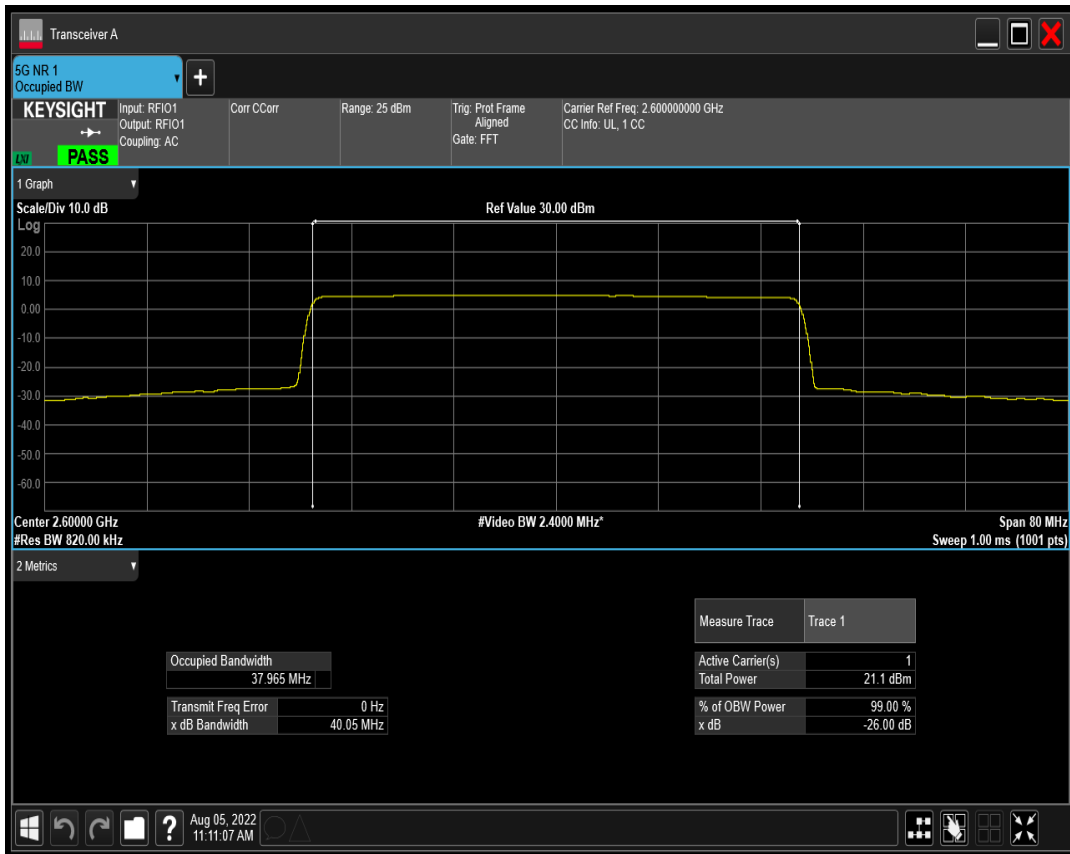 Transceiver A
5G NR 1
Occupied BW
KEYSIGHT
LXI
PASS
Input: RFIO1
Output: RFIO1
Coupling: AC
Corr CCorr
Range: 25 dBm
Trig: Prot Frame
Aligned
Gate: FFT
Carrier Ref Freq: 2.600000000 GHz
CC Info: UL, 1 CC
1 Graph
Scale/Div 10.0 dB
Ref Value 30.00 dBm
Log
20.0
10.0
0.00
-10.0
-20.0
-30.0
-40.0
-50.0
-60.0
Center 2.60000 GHz
#Video BW 2.4000 MHz*
Span 80 MHz
#Res BW 820.00 kHz
Sweep 1.00 ms (1001 pts)
2 Metrics
Measure Trace Trace 1
Occupied Bandwidth
37.965 MHz
Active Carrier(s) 1
Total Power 21.1 dBm
Transmit Freq Error 0 Hz
x dB Bandwidth 40.05 MHz
% of OBW Power 99.00 %
x dB -26.00 dB
?
Aug 05, 2022
11:11:07 AM